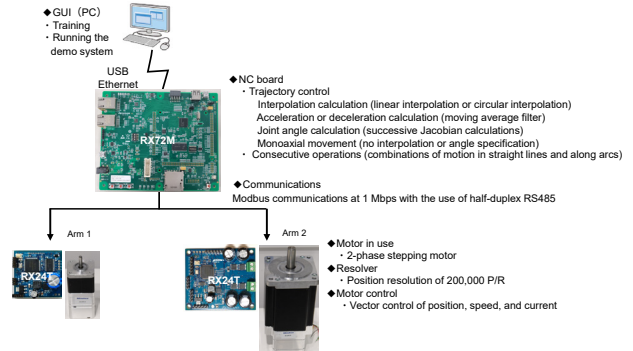 ◆GUI（PC）
・Training
・Running the
demo system
USB
Ethernet
RX72M
◆NC board
・Trajectory control
Interpolation calculation (linear interpolation or circular interpolation)
Acceleration or deceleration calculation (moving average filter)
Joint angle calculation (successive Jacobian calculations)
Monoaxial movement (no interpolation or angle specification)
・Consecutive operations (combinations of motion in straight lines and along arcs)
◆Communications
Modbus communications at 1 Mbps with the use of half-duplex RS485
Arm 1
Arm 2
RX24T
RX24T
◆Motor in use
・2-phase stepping motor
◆Resolver
・Position resolution of 200,000 P/R
◆Motor control
・Vector control of position, speed, and current